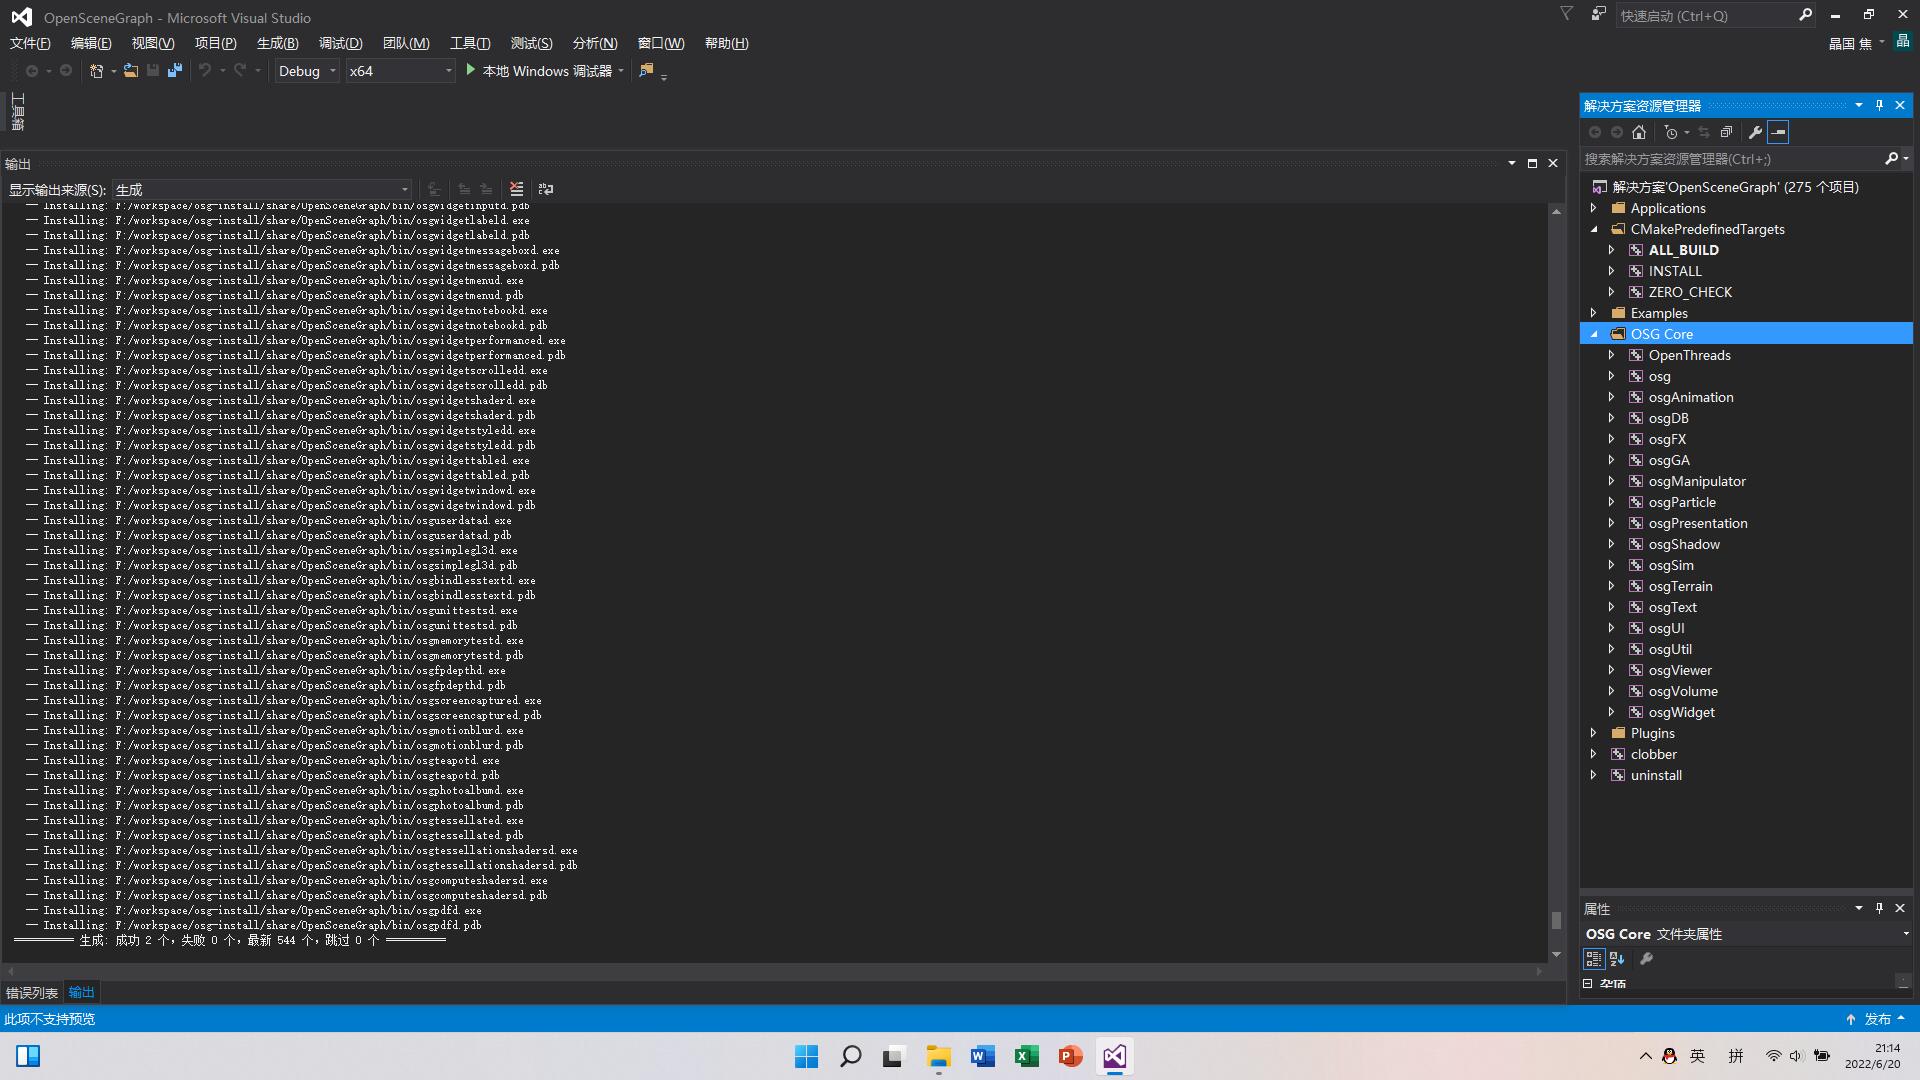 OpenSceneGraph - Microsoft Visual Studio
快速启动 (Ctrl+Q)
文件(F) 编辑(E) 视图(V) 项目(P) 生成(B) 调试(D) 团队(M) 工具(T) 测试(S) 分析(N) 窗口(W) 帮助(H)
晶国 焦
晶
Debug
x64
本地 Windows 调试器
工具箱
输出
显示输出来源(S): 生成
— Installing: F:/workspace/osg-install/share/OpenSceneGraph/bin/osgwidgetinputd.pdb
— Installing: F:/workspace/osg-install/share/OpenSceneGraph/bin/osgwidgetlabeld.exe
— Installing: F:/workspace/osg-install/share/OpenSceneGraph/bin/osgwidgetlabeld.pdb
— Installing: F:/workspace/osg-install/share/OpenSceneGraph/bin/osgwidgetmessageboxd.exe
— Installing: F:/workspace/osg-install/share/OpenSceneGraph/bin/osgwidgetmessageboxd.pdb
— Installing: F:/workspace/osg-install/share/OpenSceneGraph/bin/osgwidgetmenud.exe
— Installing: F:/workspace/osg-install/share/OpenSceneGraph/bin/osgwidgetmenud.pdb
— Installing: F:/workspace/osg-install/share/OpenSceneGraph/bin/osgwidgetnotebookd.exe
— Installing: F:/workspace/osg-install/share/OpenSceneGraph/bin/osgwidgetnotebookd.pdb
— Installing: F:/workspace/osg-install/share/OpenSceneGraph/bin/osgwidgetperformanced.exe
— Installing: F:/workspace/osg-install/share/OpenSceneGraph/bin/osgwidgetperformanced.pdb
— Installing: F:/workspace/osg-install/share/OpenSceneGraph/bin/osgwidgetscrolledd.exe
— Installing: F:/workspace/osg-install/share/OpenSceneGraph/bin/osgwidgetscrolledd.pdb
— Installing: F:/workspace/osg-install/share/OpenSceneGraph/bin/osgwidgetshaderd.exe
— Installing: F:/workspace/osg-install/share/OpenSceneGraph/bin/osgwidgetshaderd.pdb
— Installing: F:/workspace/osg-install/share/OpenSceneGraph/bin/osgwidgetstyledd.exe
— Installing: F:/workspace/osg-install/share/OpenSceneGraph/bin/osgwidgetstyledd.pdb
— Installing: F:/workspace/osg-install/share/OpenSceneGraph/bin/osgwidgettabled.exe
— Installing: F:/workspace/osg-install/share/OpenSceneGraph/bin/osgwidgettabled.pdb
— Installing: F:/workspace/osg-install/share/OpenSceneGraph/bin/osgwidgetwindowd.exe
— Installing: F:/workspace/osg-install/share/OpenSceneGraph/bin/osgwidgetwindowd.pdb
— Installing: F:/workspace/osg-install/share/OpenSceneGraph/bin/osguserdatad.exe
— Installing: F:/workspace/osg-install/share/OpenSceneGraph/bin/osguserdatad.pdb
— Installing: F:/workspace/osg-install/share/OpenSceneGraph/bin/osgsimplegl3d.exe
— Installing: F:/workspace/osg-install/share/OpenSceneGraph/bin/osgsimplegl3d.pdb
— Installing: F:/workspace/osg-install/share/OpenSceneGraph/bin/osgbindlesstextd.exe
— Installing: F:/workspace/osg-install/share/OpenSceneGraph/bin/osgbindlesstextd.pdb
— Installing: F:/workspace/osg-install/share/OpenSceneGraph/bin/osgunittestsd.exe
— Installing: F:/workspace/osg-install/share/OpenSceneGraph/bin/osgunittestsd.pdb
— Installing: F:/workspace/osg-install/share/OpenSceneGraph/bin/osgmemorytestd.exe
— Installing: F:/workspace/osg-install/share/OpenSceneGraph/bin/osgmemorytestd.pdb
— Installing: F:/workspace/osg-install/share/OpenSceneGraph/bin/osgfpdepthd.exe
— Installing: F:/workspace/osg-install/share/OpenSceneGraph/bin/osgfpdepthd.pdb
— Installing: F:/workspace/osg-install/share/OpenSceneGraph/bin/osgscreencaptured.exe
— Installing: F:/workspace/osg-install/share/OpenSceneGraph/bin/osgscreencaptured.pdb
— Installing: F:/workspace/osg-install/share/OpenSceneGraph/bin/osgmotionblurd.exe
— Installing: F:/workspace/osg-install/share/OpenSceneGraph/bin/osgmotionblurd.pdb
— Installing: F:/workspace/osg-install/share/OpenSceneGraph/bin/osgteapotd.exe
— Installing: F:/workspace/osg-install/share/OpenSceneGraph/bin/osgteapotd.pdb
— Installing: F:/workspace/osg-install/share/OpenSceneGraph/bin/osgphotoalbumd.exe
— Installing: F:/workspace/osg-install/share/OpenSceneGraph/bin/osgphotoalbumd.pdb
— Installing: F:/workspace/osg-install/share/OpenSceneGraph/bin/osgtessellated.exe
— Installing: F:/workspace/osg-install/share/OpenSceneGraph/bin/osgtessellated.pdb
— Installing: F:/workspace/osg-install/share/OpenSceneGraph/bin/osgtessellationshadersd.exe
— Installing: F:/workspace/osg-install/share/OpenSceneGraph/bin/osgtessellationshadersd.pdb
— Installing: F:/workspace/osg-install/share/OpenSceneGraph/bin/osgcomputeshadersd.exe
— Installing: F:/workspace/osg-install/share/OpenSceneGraph/bin/osgcomputeshadersd.pdb
— Installing: F:/workspace/osg-install/share/OpenSceneGraph/bin/osgpdfd.exe
— Installing: F:/workspace/osg-install/share/OpenSceneGraph/bin/osgpdfd.pdb
========== 生成: 成功 2 个，失败 0 个，最新 544 个，跳过 0 个 ==========
错误列表 输出
解决方案资源管理器
搜索解决方案资源管理器(Ctrl+;)
解决方案'OpenSceneGraph' (275 个项目)
Applications
CMakePredefinedTargets
ALL_BUILD
INSTALL
ZERO_CHECK
Examples
OSG Core
OpenThreads
osg
osgAnimation
osgDB
osgFX
osgGA
osgManipulator
osgParticle
osgPresentation
osgShadow
osgSim
osgTerrain
osgText
osgUI
osgUtil
osgViewer
osgVolume
osgWidget
Plugins
clobber
uninstall
属性
OSG Core 文件夹属性
杂项
此项不支持预览
发布
英 拼
21:14
2022/6/20